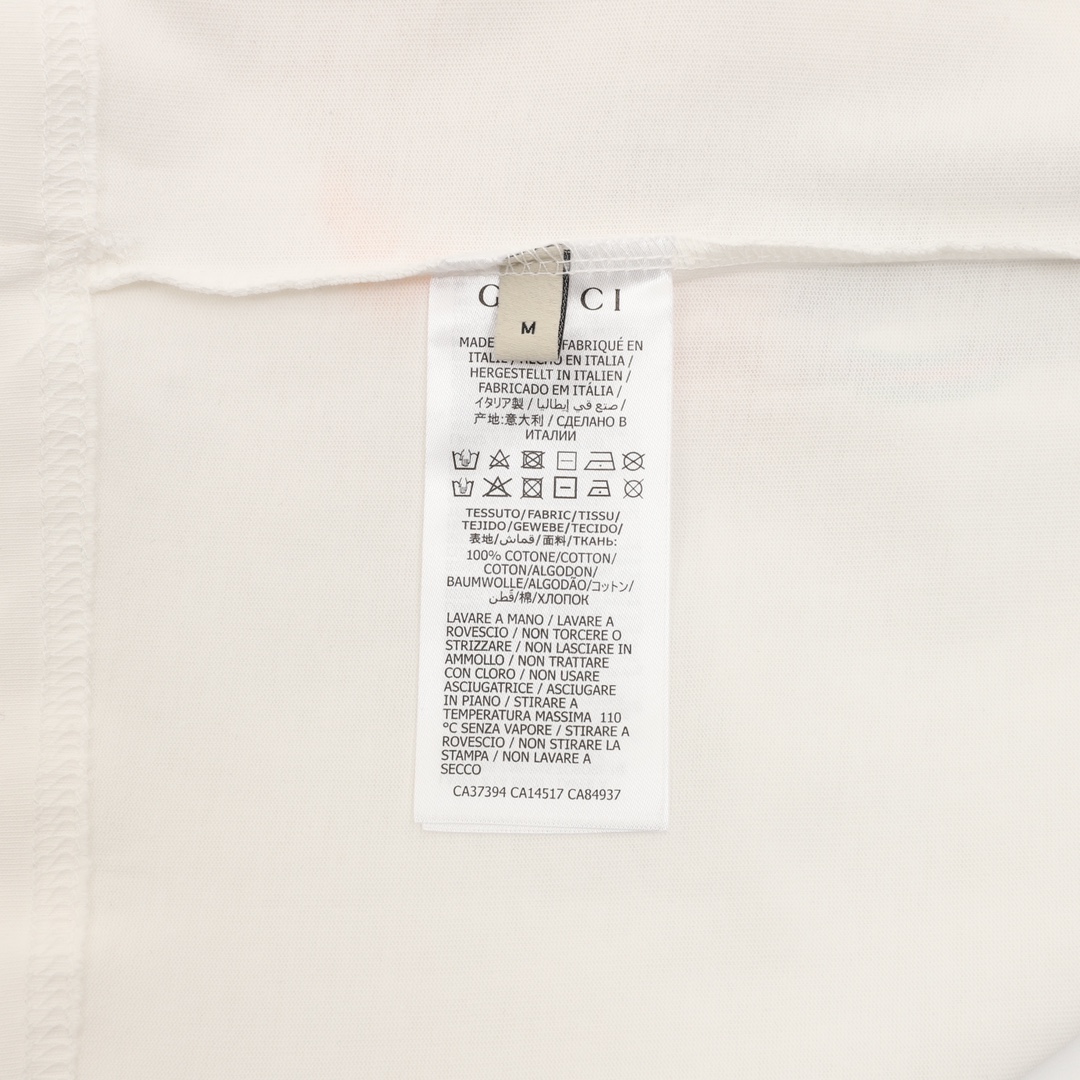 G CI
M
MADE FABRIQUÉ EN
ITALIE / HECHO EN ITALIA /
HERGESTELLT IN ITALIEN /
FABRICADO EM ITÁLIA /
イタリア製 / صنع في إيطاليا /
产地:意大利 / СДЕЛАНО В
ИТАЛИИ
TESSUTO/FABRIC/TISSU/
TEJIDO/GEWEBE/TECIDO/
表地/قماش/面料/ТКАНЬ:
100% COTONE/COTTON/
COTON/ALGODON/
BAUMWOLLE/ALGODÃO/コットン/
قطن/棉/ХЛОПОК
LAVARE A MANO / LAVARE A
ROVESCIO / NON TORCERE O
STRIZZARE / NON LASCIARE IN
AMMOLLO / NON TRATTARE
CON CLORO / NON USARE
ASCIUGATRICE / ASCIUGARE
IN PIANO / STIRARE A
TEMPERATURA MASSIMA 110
°C SENZA VAPORE / STIRARE A
ROVESCIO / NON STIRARE LA
STAMPA / NON LAVARE A
SECCO
CA37394 CA14517 CA84937